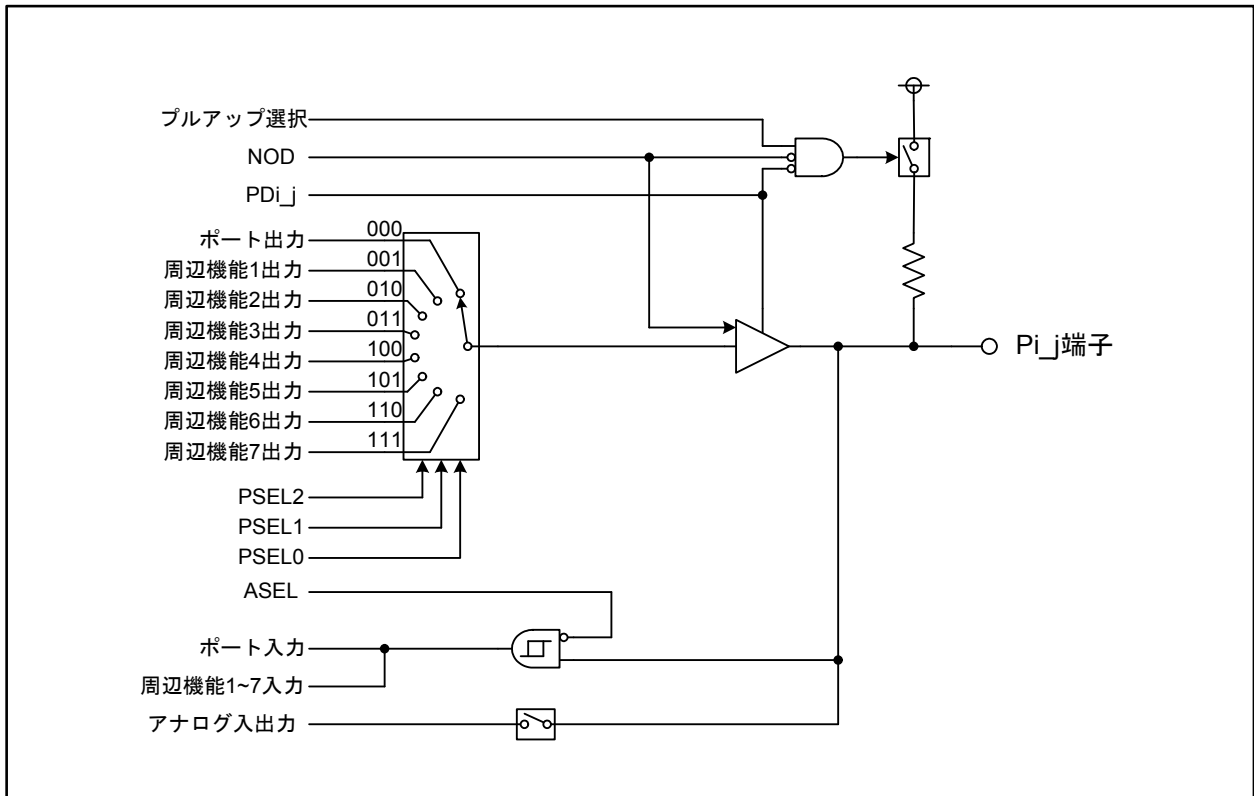 プルアップ選択
NOD
PDi_j
ポート出力 000
周辺機能1出力 001
周辺機能2出力 010
周辺機能3出力 011
周辺機能4出力 100
周辺機能5出力 101
周辺機能6出力 110
周辺機能7出力 111
Pi_j端子
PSEL2
PSEL1
PSEL0
ASEL
ポート入力
周辺機能1~7入力
アナログ入出力